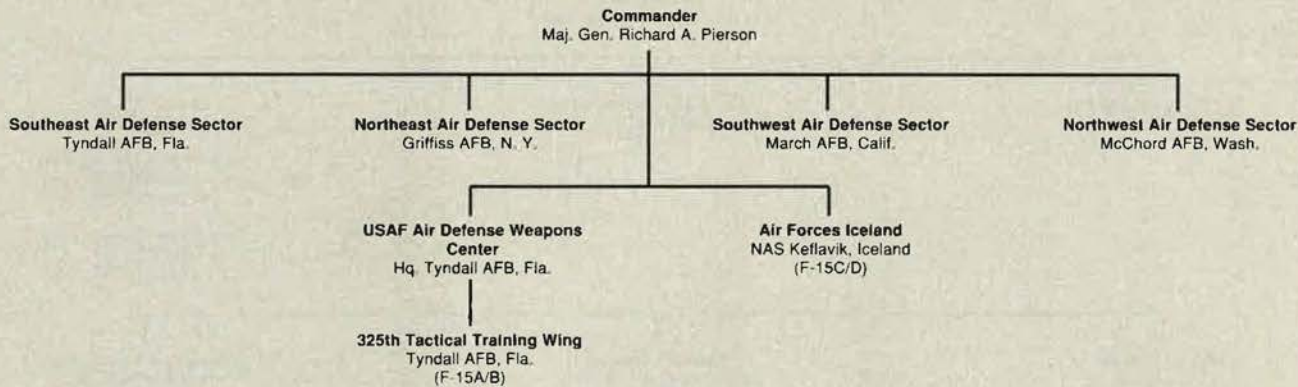 Commander
Maj. Gen. Richard A. Pierson
Southeast Air Defense Sector
Tyndall AFB, Fla.
Northeast Air Defense Sector
Griffiss AFB, N. Y.
Southwest Air Defense Sector
March AFB, Calif.
Northwest Air Defense Sector
McChord AFB, Wash.
USAF Air Defense Weapons
Center
Hq. Tyndall AFB, Fla.
Air Forces Iceland
NAS Keflavik, Iceland
(F-15C/D)
325th Tactical Training Wing
Tyndall AFB, Fla.
(F-15A/B)